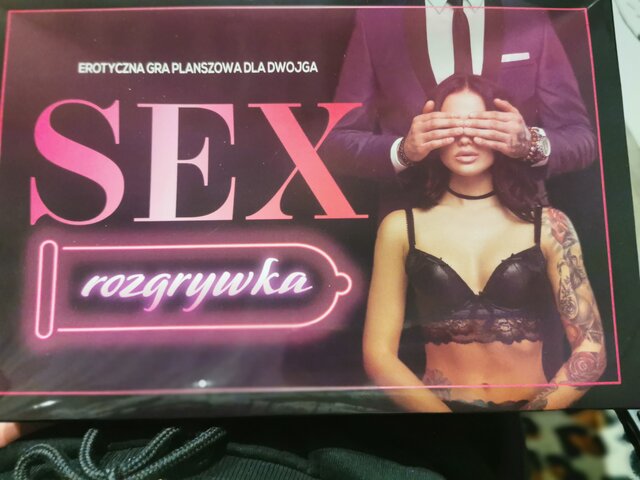 EROTYCZNA GRA PLANSZOWA DLA DWOJGA
SEX
rozgrywka